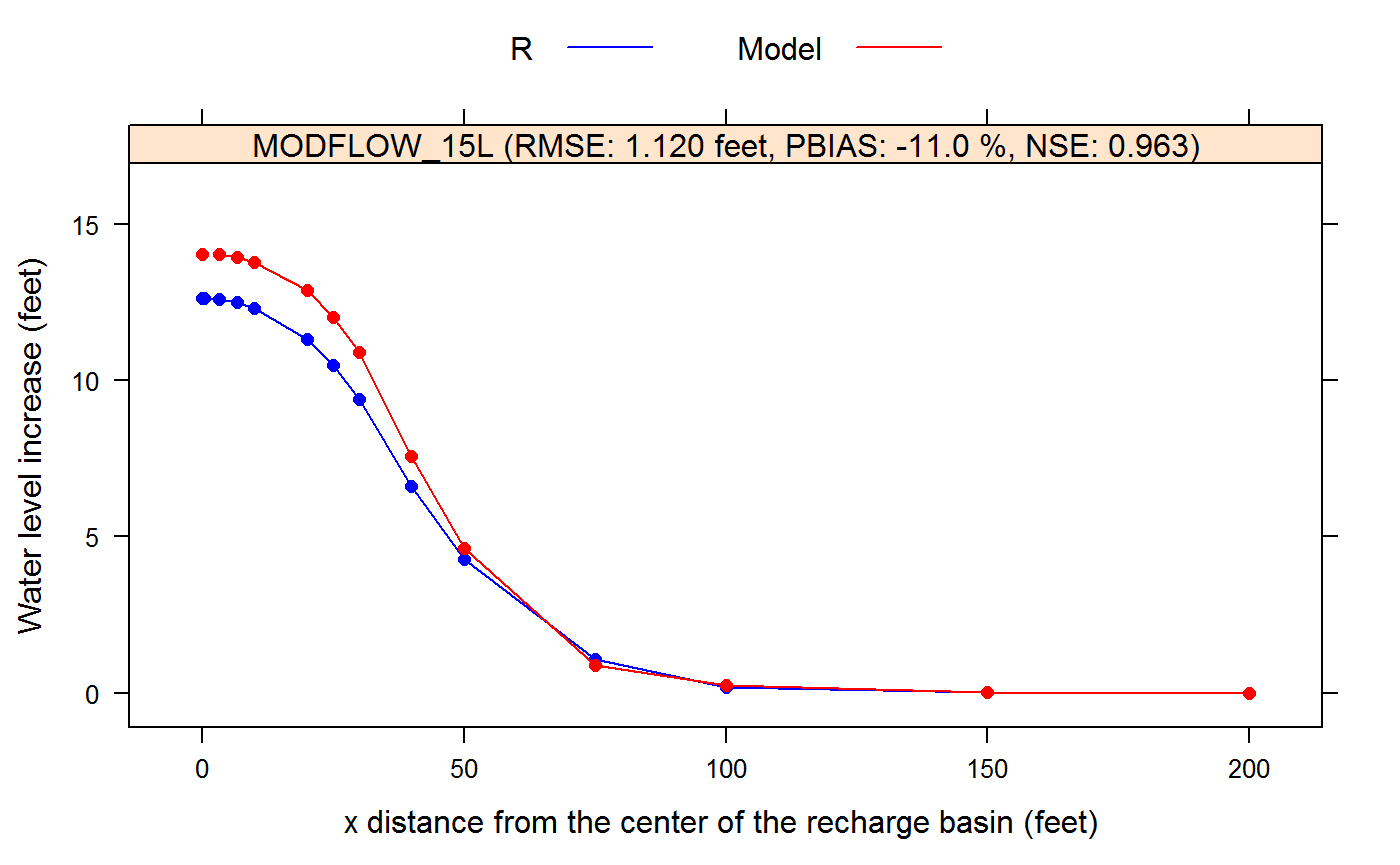 R Model
MODFLOW_15L (RMSE: 1.120 feet, PBIAS: -11.0 %, NSE: 0.963)
Water level increase (feet)
15
10
5
0
0 50 100 150 200
x distance from the center of the recharge basin (feet)